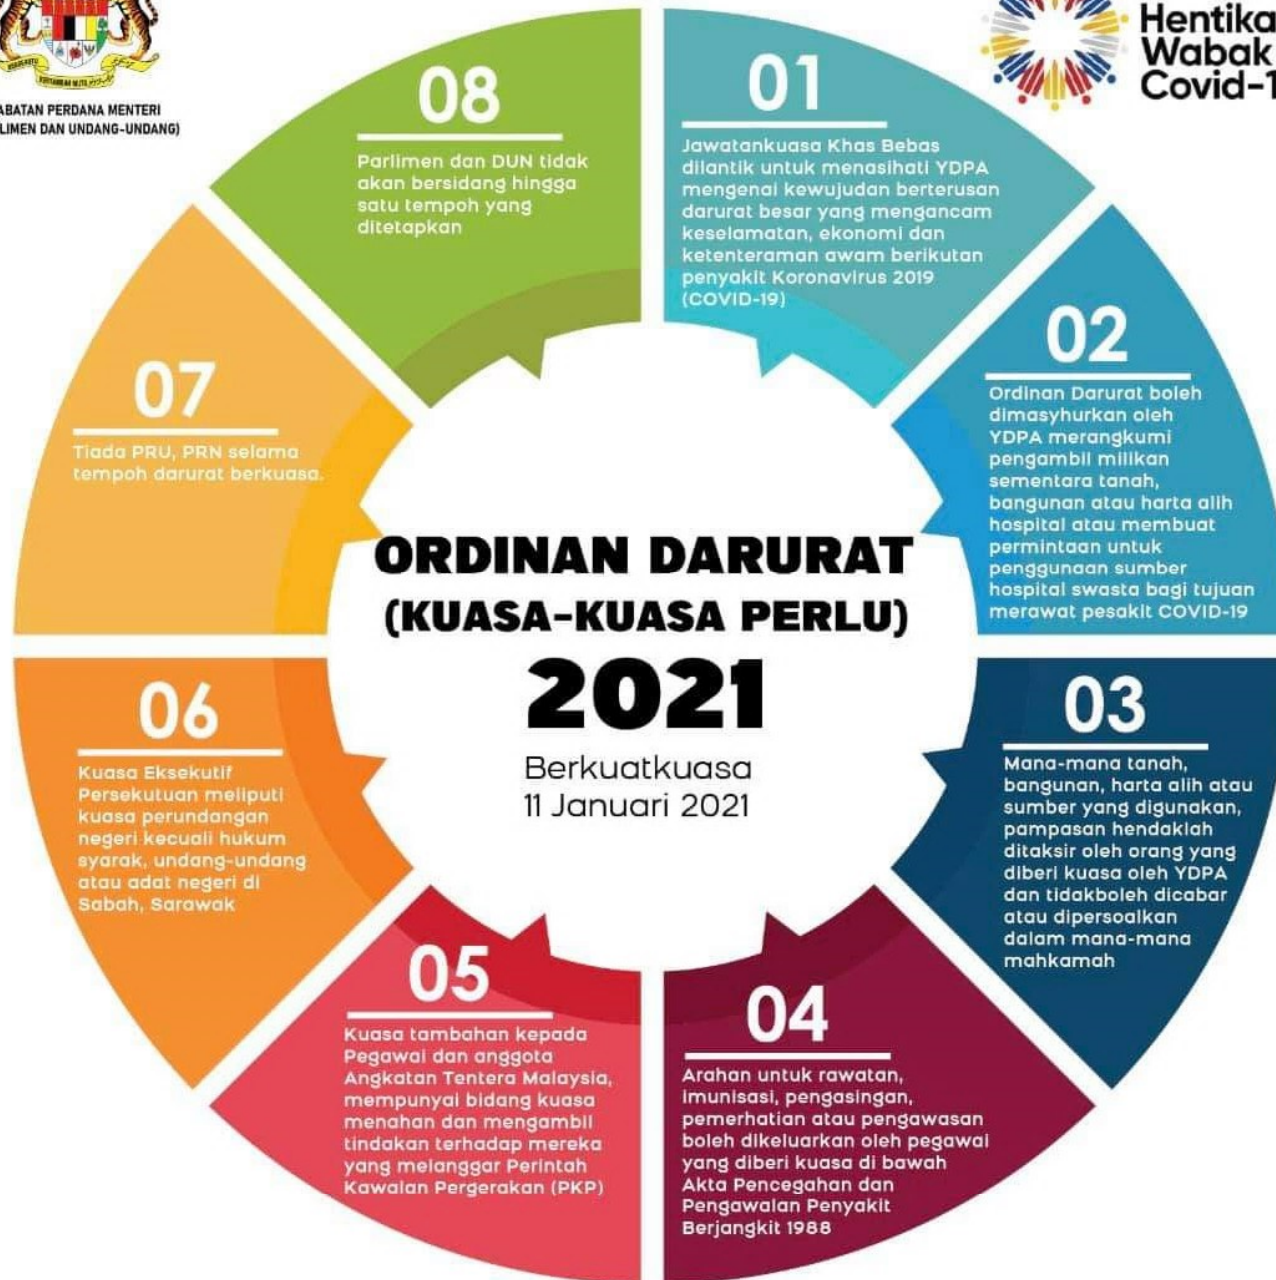 ABATAN PERDANA MENTERI
LIMEN DAN UNDANG-UNDANG)
Hentika
Wabak
Covid-1
01
Jawatankuasa Khas Bebas
dilantik untuk menasihati YDPA
mengenai kewujudan berterusan
darurat besar yang mengancam
keselamatan, ekonomi dan
ketenteraman awam berikutan
penyakit Koronavirus 2019
(COVID-19)
02
Ordinan Darurat boleh
dimasyhurkan oleh
YDPA merangkumi
pengambil milikan
sementara tanah,
bangunan atau harta alih
hospital atau membuat
permintaan untuk
penggunaan sumber
hospital swasta bagi tujuan
merawat pesakit COVID-19
03
Mana-mana tanah,
bangunan, harta alih atau
sumber yang digunakan,
pampasan hendaklah
ditaksir oleh orang yang
diberi kuasa oleh YDPA
dan tidakboleh dicabar
atau dipersoalkan
dalam mana-mana
mahkamah
04
Arahan untuk rawatan,
imunisasi, pengasingan,
pemerhatian atau pengawasan
boleh dikeluarkan oleh pegawai
yang diberi kuasa di bawah
Akta Pencegahan dan
Pengawalan Penyakit
Berjangkit 1988
05
Kuasa tambahan kepada
Pegawai dan anggota
Angkatan Tentera Malaysia,
mempunyai bidang kuasa
menahan dan mengambil
tindakan terhadap mereka
yang melanggar Perintah
Kawalan Pergerakan (PKP)
06
Kuasa Eksekutif
Persekutuan meliputi
kuasa perundangan
negeri kecuali hukum
syarak, undang-undang
atau adat negeri di
Sabah, Sarawak
07
Tiada PRU, PRN selama
tempoh darurat berkuasa.
08
Parlimen dan DUN tidak
akan bersidang hingga
satu tempoh yang
ditetapkan
ORDINAN DARURAT
(KUASA-KUASA PERLU)
2021
Berkuatkuasa
11 Januari 2021